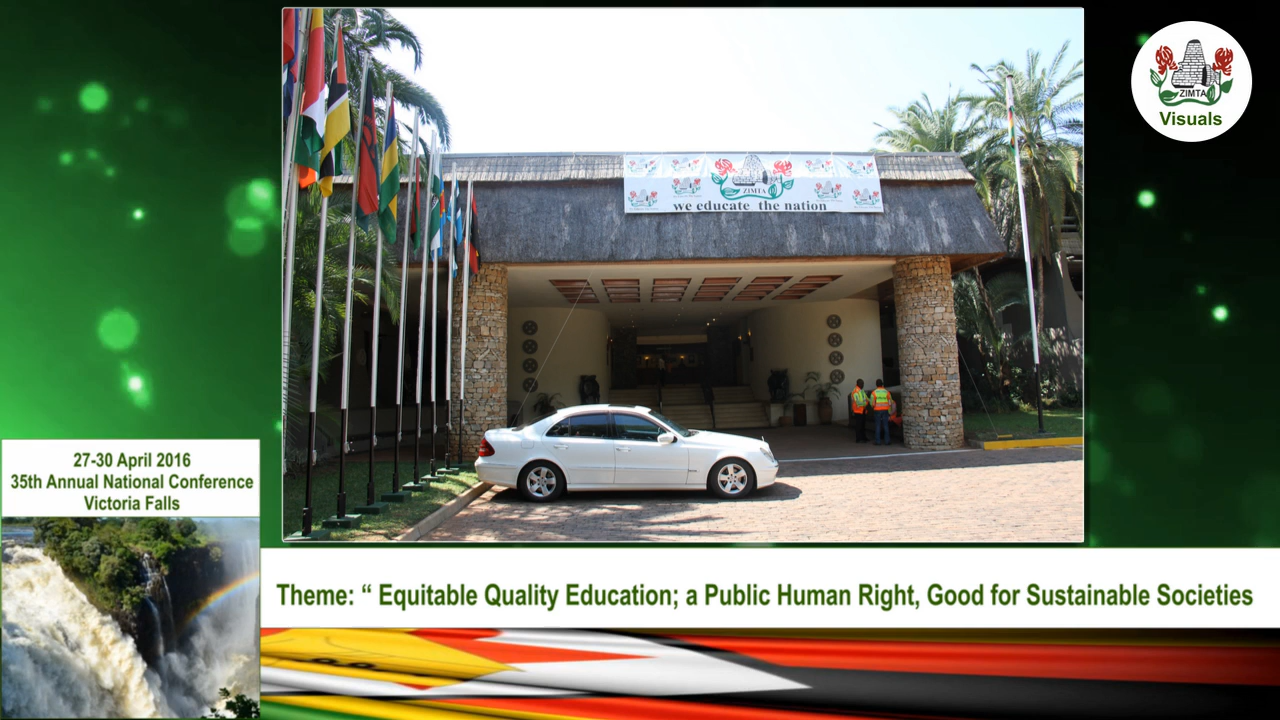 ZIMTA
Visuals
ZIMTA
we educate the nation
27-30 April 2016
35th Annual National Conference
Victoria Falls
Theme: “ Equitable Quality Education; a Public Human Right, Good for Sustainable Societies